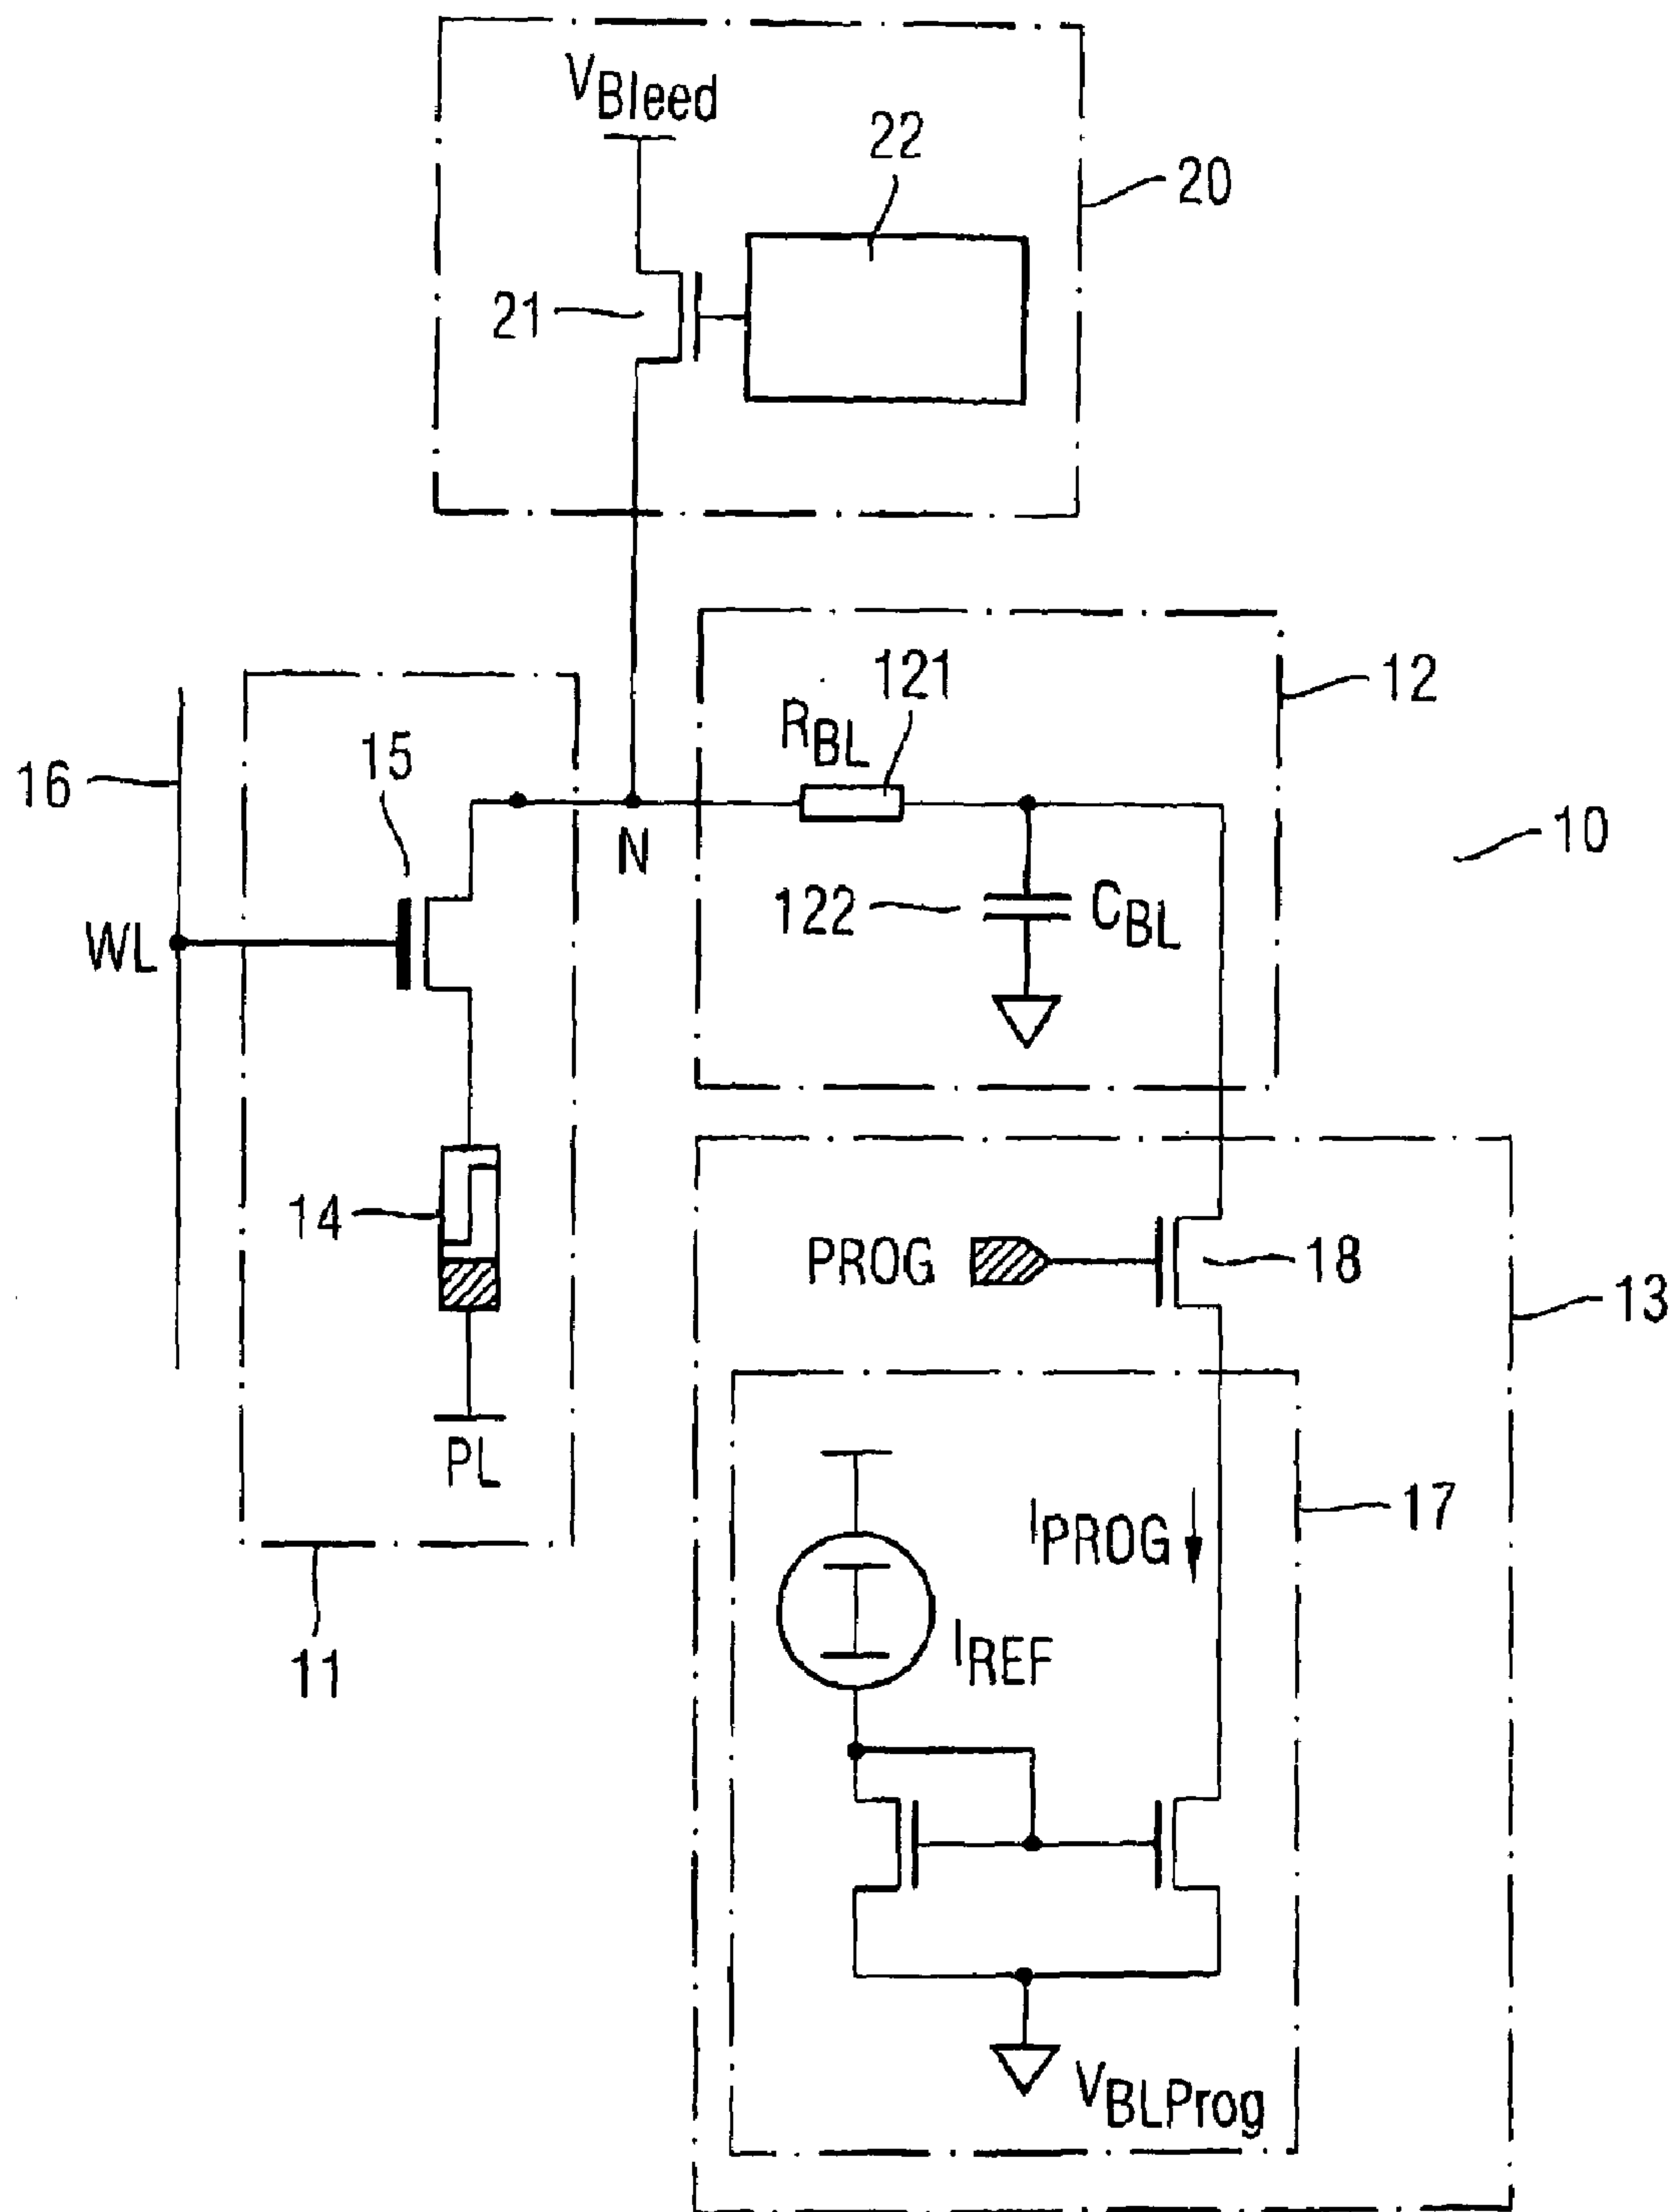 VBleed
22
20
21
121
12
RBL
15
16
10
N
122
CBL
WL
14
PROG
18
13
PL
IPROG
17
IREF
11
VBLProg